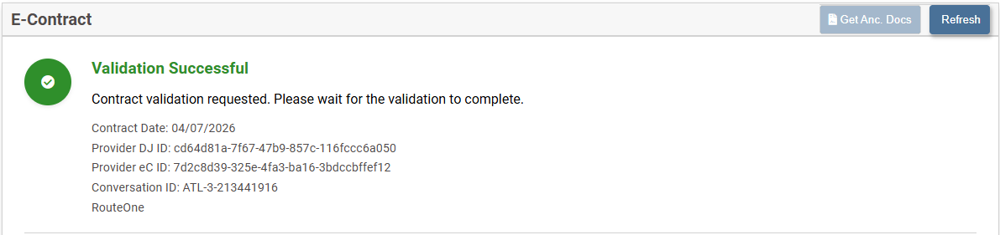 E-Contract
Get Anc. Docs
Refresh
Validation Successful
Contract validation requested. Please wait for the validation to complete.
Contract Date: 04/07/2026
Provider DJ ID: cd64d81a-7f67-47b9-857c-116fccc6a050
Provider eC ID: 7d2c8d39-325e-4fa3-ba16-3bdccbffef12
Conversation ID: ATL-3-213441916
RouteOne